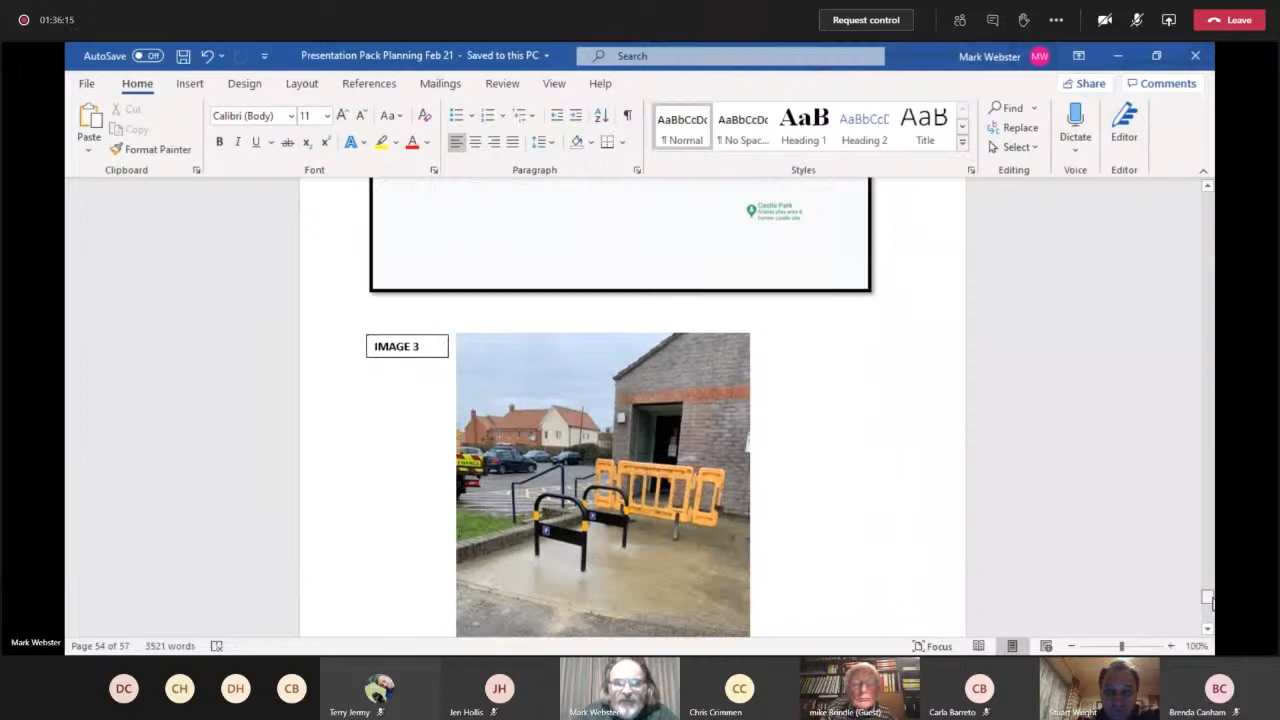 01:36:15
Request control
Leave
AutoSave Off
Presentation Pack Planning Feb 21 - Saved to this PC
Search
Mark Webster
MW
File Home Insert Draw Design Layout References Mailings Review View Help
Share
Comments
Paste
Cut
Copy
Format Painter
Clipboard
Calibri (Body) 11
Font
Paragraph
AaBbCcDc
¶ Normal
AaBbCcDc
¶ No Spac...
AaB
Heading 1
AaBbCcD
Heading 2
AaB
Title
Styles
Find
Replace
Select
Editing
Dictate
Voice
Editor
Editor
Castle Park
former castle site
IMAGE 3
P
Mark Webster
Page 54 of 57 3521 words
Focus
100%
DC
CH
DH
CB
Terry Jermy
JH
Jen Hollis
Mark Webster
CC
Chris Crimmen
mike Brindle (Guest)
CB
Carla Barreto
Stuart Wright
BC
Brenda Canham